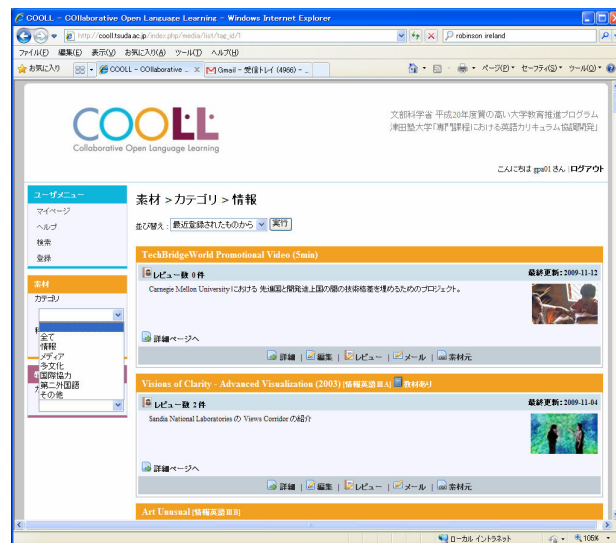 COOLL - COllaborative Open Language Learning - Windows Internet Explorer
http://cooll.tsuda.ac.jp/index.php/media/list/tag_id/1
robinson ireland
ファイル(F) 編集(E) 表示(V) お気に入り(A) ツール(T) ヘルプ(H)
お気に入り
COOLL - COllaborative ...
Gmail - 受信トレイ (4966) - ...
ページ(P)
セーフティ(S)
ツール(O)
COOLL
Collaborative Open Language Learning
文部科学省 平成20年度質の高い大学教育推進プログラム
津田塾大学「専門課程における英語カリキュラム協調開発」
こんにちは gpa01 さん | ログアウト
ユーザメニュー
マイページ
ヘルプ
検索
登録
素材
カテゴリ
全て
情報
メディア
多文化
国際協力
第二外国語
その他
素材 > カテゴリ > 情報
並び替え : 最近登録されたものから 実行
TechBridgeWorld Promotional Video (5min)
レビュー数 0 件
最終更新: 2009-11-12
Carnegie Mellon University における 先進国と開発途上国の間の技術格差を埋めるためのプロジェクト。
詳細ページへ
詳細 | 編集 | レビュー | メール | 素材元
Visions of Clarity - Advanced Visualization (2003) [情報英語 III A] 教材あり
レビュー数 2 件
最終更新: 2009-11-04
Sandia National Laboratories の Views Corridor の紹介
詳細ページへ
詳細 | 編集 | レビュー | メール | 素材元
Art Unusual [情報英語 III B]
ローカル イントラネット
105%